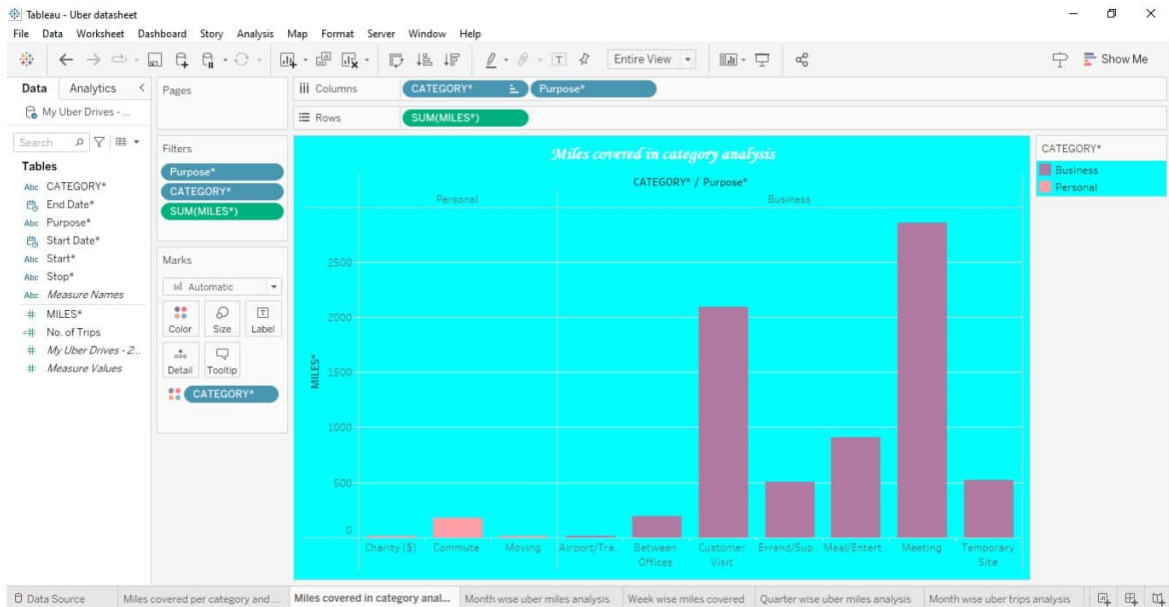 Tableau - Uber datasheet
File Data Worksheet Dashboard Story Analysis Map Format Server Window Help
Entire View
Show Me
Data Analytics
My Uber Drives - ...
Search
Tables
Abc CATEGORY*
End Date*
Abc Purpose*
Start Date*
Abc Start*
Abc Stop*
Abc Measure Names
# MILES*
=# No. of Trips
# My Uber Drives - 2...
# Measure Values
Pages
Filters
Purpose*
CATEGORY*
SUM(MILES*)
Marks
Automatic
Color Size Label
Detail Tooltip
CATEGORY*
Columns CATEGORY* Purpose*
Rows SUM(MILES*)
Miles covered in category analysis
CATEGORY* / Purpose*
Personal Business
MILES*
2500
2000
1500
1000
500
0
Charity ($) Commute Moving Airport/Tra.. Between Offices Customer Visit Errand/Sup.. Meal/Entert.. Meeting Temporary Site
CATEGORY*
Business
Personal
Data Source Miles covered per category and ... Miles covered in category anal... Month wise uber miles analysis Week wise miles covered Quarter wise uber miles analysis Month wise uber trips analysis